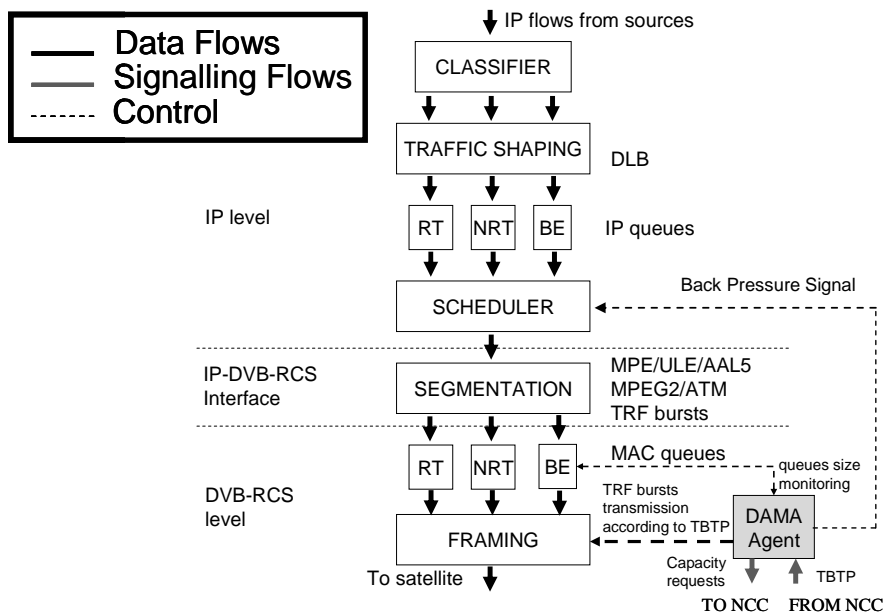 IP flows from sources
Data Flows
Signalling Flows
Control
CLASSIFIER
TRAFFIC SHAPING
DLB
IP level
RT
NRT
BE
IP queues
Back Pressure Signal
SCHEDULER
IP-DVB-RCS
Interface
SEGMENTATION
MPE/ULE/AAL5
MPEG2/ATM
TRF bursts
MAC queues
RT
NRT
BE
queues size
monitoring
DVB-RCS
level
TRF bursts
transmission
according to TBTP
DAMA
Agent
FRAMING
To satellite
Capacity
requests
TBTP
TO NCC
FROM NCC